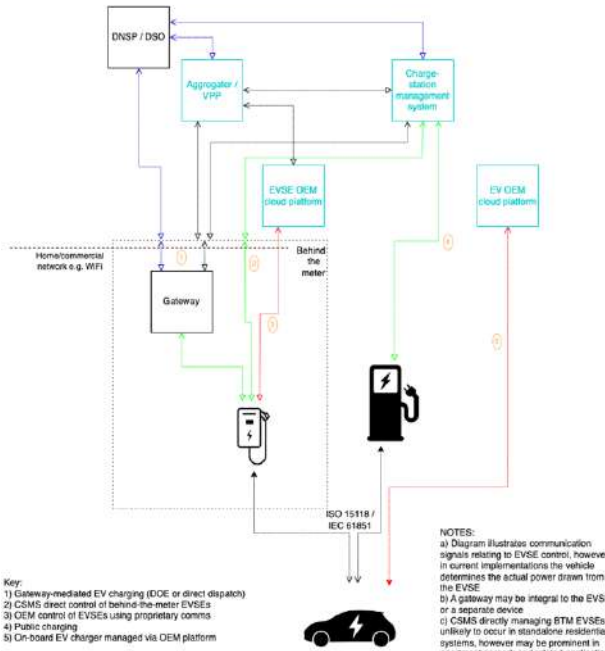 DNSP / DSO
Aggregater /
VPP
Charge-
station
management
system
EVSE OEM
cloud platform
EV OEM
cloud platform
Home/commercial
network e.g. WiFi
Behind
the
meter
1
2
Gateway
3
4
5
ISO 15118 /
IEC 61851
Key:
1) Gateway-mediated EV charging (DOE or direct dispatch)
2) CSMS direct control of behind-the-meter EVSEs
3) OEM control of EVSEs using proprietary comms
4) Public charging
5) On-board EV charger managed via OEM platform
NOTES:
a) Diagram illustrates communication
signals relating to EVSE control, howeve
in current implementations the vehicle
determines the actual power drawn from
the EVSE
b) A gateway may be integral to the EVSE
or a separate device
c) CSMS directly managing BTM EVSEs
unlikely to occur in standalone residentia
systems, however may be prominent in